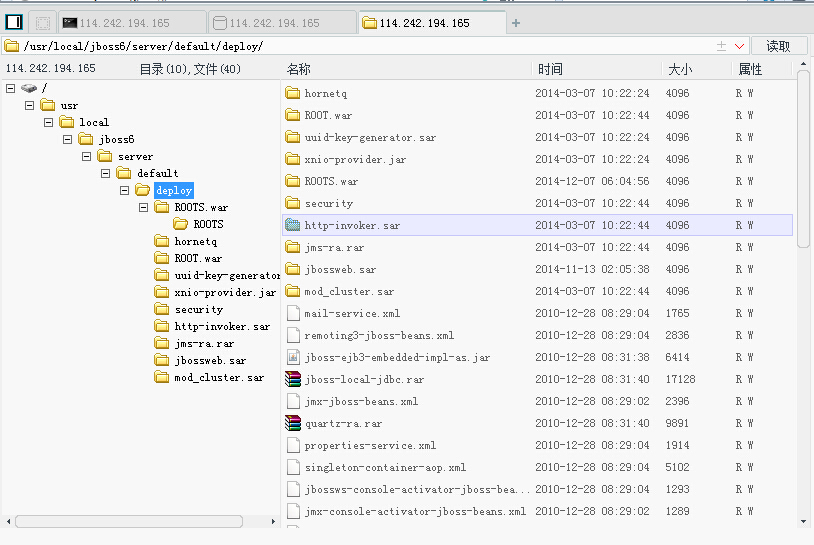 114.242.194.165 114.242.194.165 114.242.194.165
/usr/local/jboss6/server/default/deploy/ 读取
114.242.194.165 目录(10),文件(40)
/
usr
local
jboss6
server
default
deploy
ROOTS.war
ROOTS
hornetq
ROOT.war
uuid-key-generator
xnio-provider.jar
security
http-invoker.sar
jms-ra.rar
jbossweb.sar
mod_cluster.sar
名称 时间 大小 属性
hornetq 2014-03-07 10:22:24 4096 R W
ROOT.war 2014-03-07 10:22:44 4096 R W
uuid-key-generator.sar 2014-03-07 10:22:44 4096 R W
xnio-provider.jar 2014-03-07 10:22:24 4096 R W
ROOTS.war 2014-12-07 06:04:56 4096 R W
security 2014-03-07 10:22:44 4096 R W
http-invoker.sar 2014-03-07 10:22:44 4096 R W
jms-ra.rar 2014-03-07 10:22:44 4096 R W
jbossweb.sar 2014-11-13 02:05:38 4096 R W
mod_cluster.sar 2014-03-07 10:22:44 4096 R W
mail-service.xml 2010-12-28 08:29:04 1765 R W
remoting3-jboss-beans.xml 2010-12-28 08:29:04 2836 R W
jboss-ejb3-embedded-impl-as.jar 2010-12-28 08:31:38 6414 R W
jboss-local-jdbc.rar 2010-12-28 08:31:40 17128 R W
jmx-jboss-beans.xml 2010-12-28 08:29:02 2396 R W
quartz-ra.rar 2010-12-28 08:31:40 9891 R W
properties-service.xml 2010-12-28 08:29:04 1914 R W
singleton-container-aop.xml 2010-12-28 08:29:04 5102 R W
jbossws-console-activator-jboss-bea... 2010-12-28 08:29:04 1293 R W
jmx-console-activator-jboss-beans.xml 2010-12-28 08:29:02 1289 R W